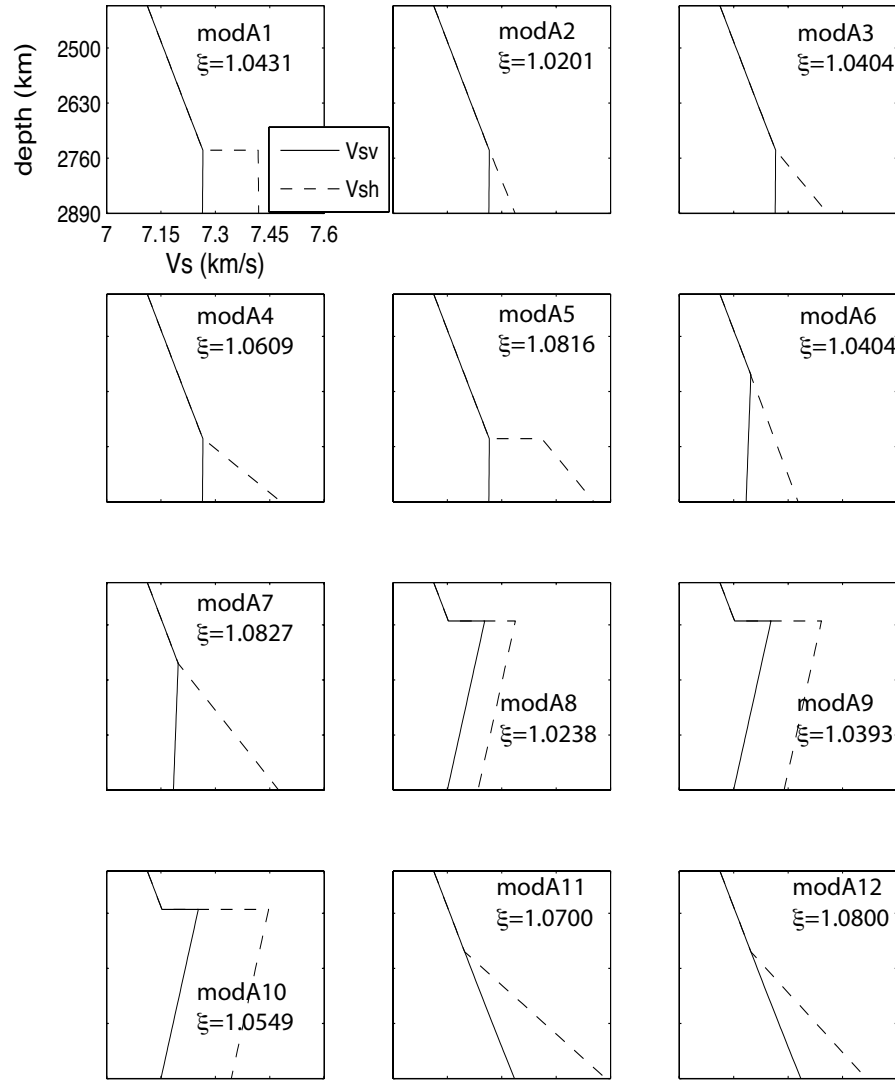 depth (km)
2500
2630
2760
2890
7 7.15 7.3 7.45 7.6
Vs (km/s)
modA1
ξ=1.0431
Vsv
Vsh
modA2
ξ=1.0201
modA3
ξ=1.0404
modA4
ξ=1.0609
modA5
ξ=1.0816
modA6
ξ=1.0404
modA7
ξ=1.0827
modA8
ξ=1.0238
modA9
ξ=1.0393
modA10
ξ=1.0549
modA11
ξ=1.0700
modA12
ξ=1.0800